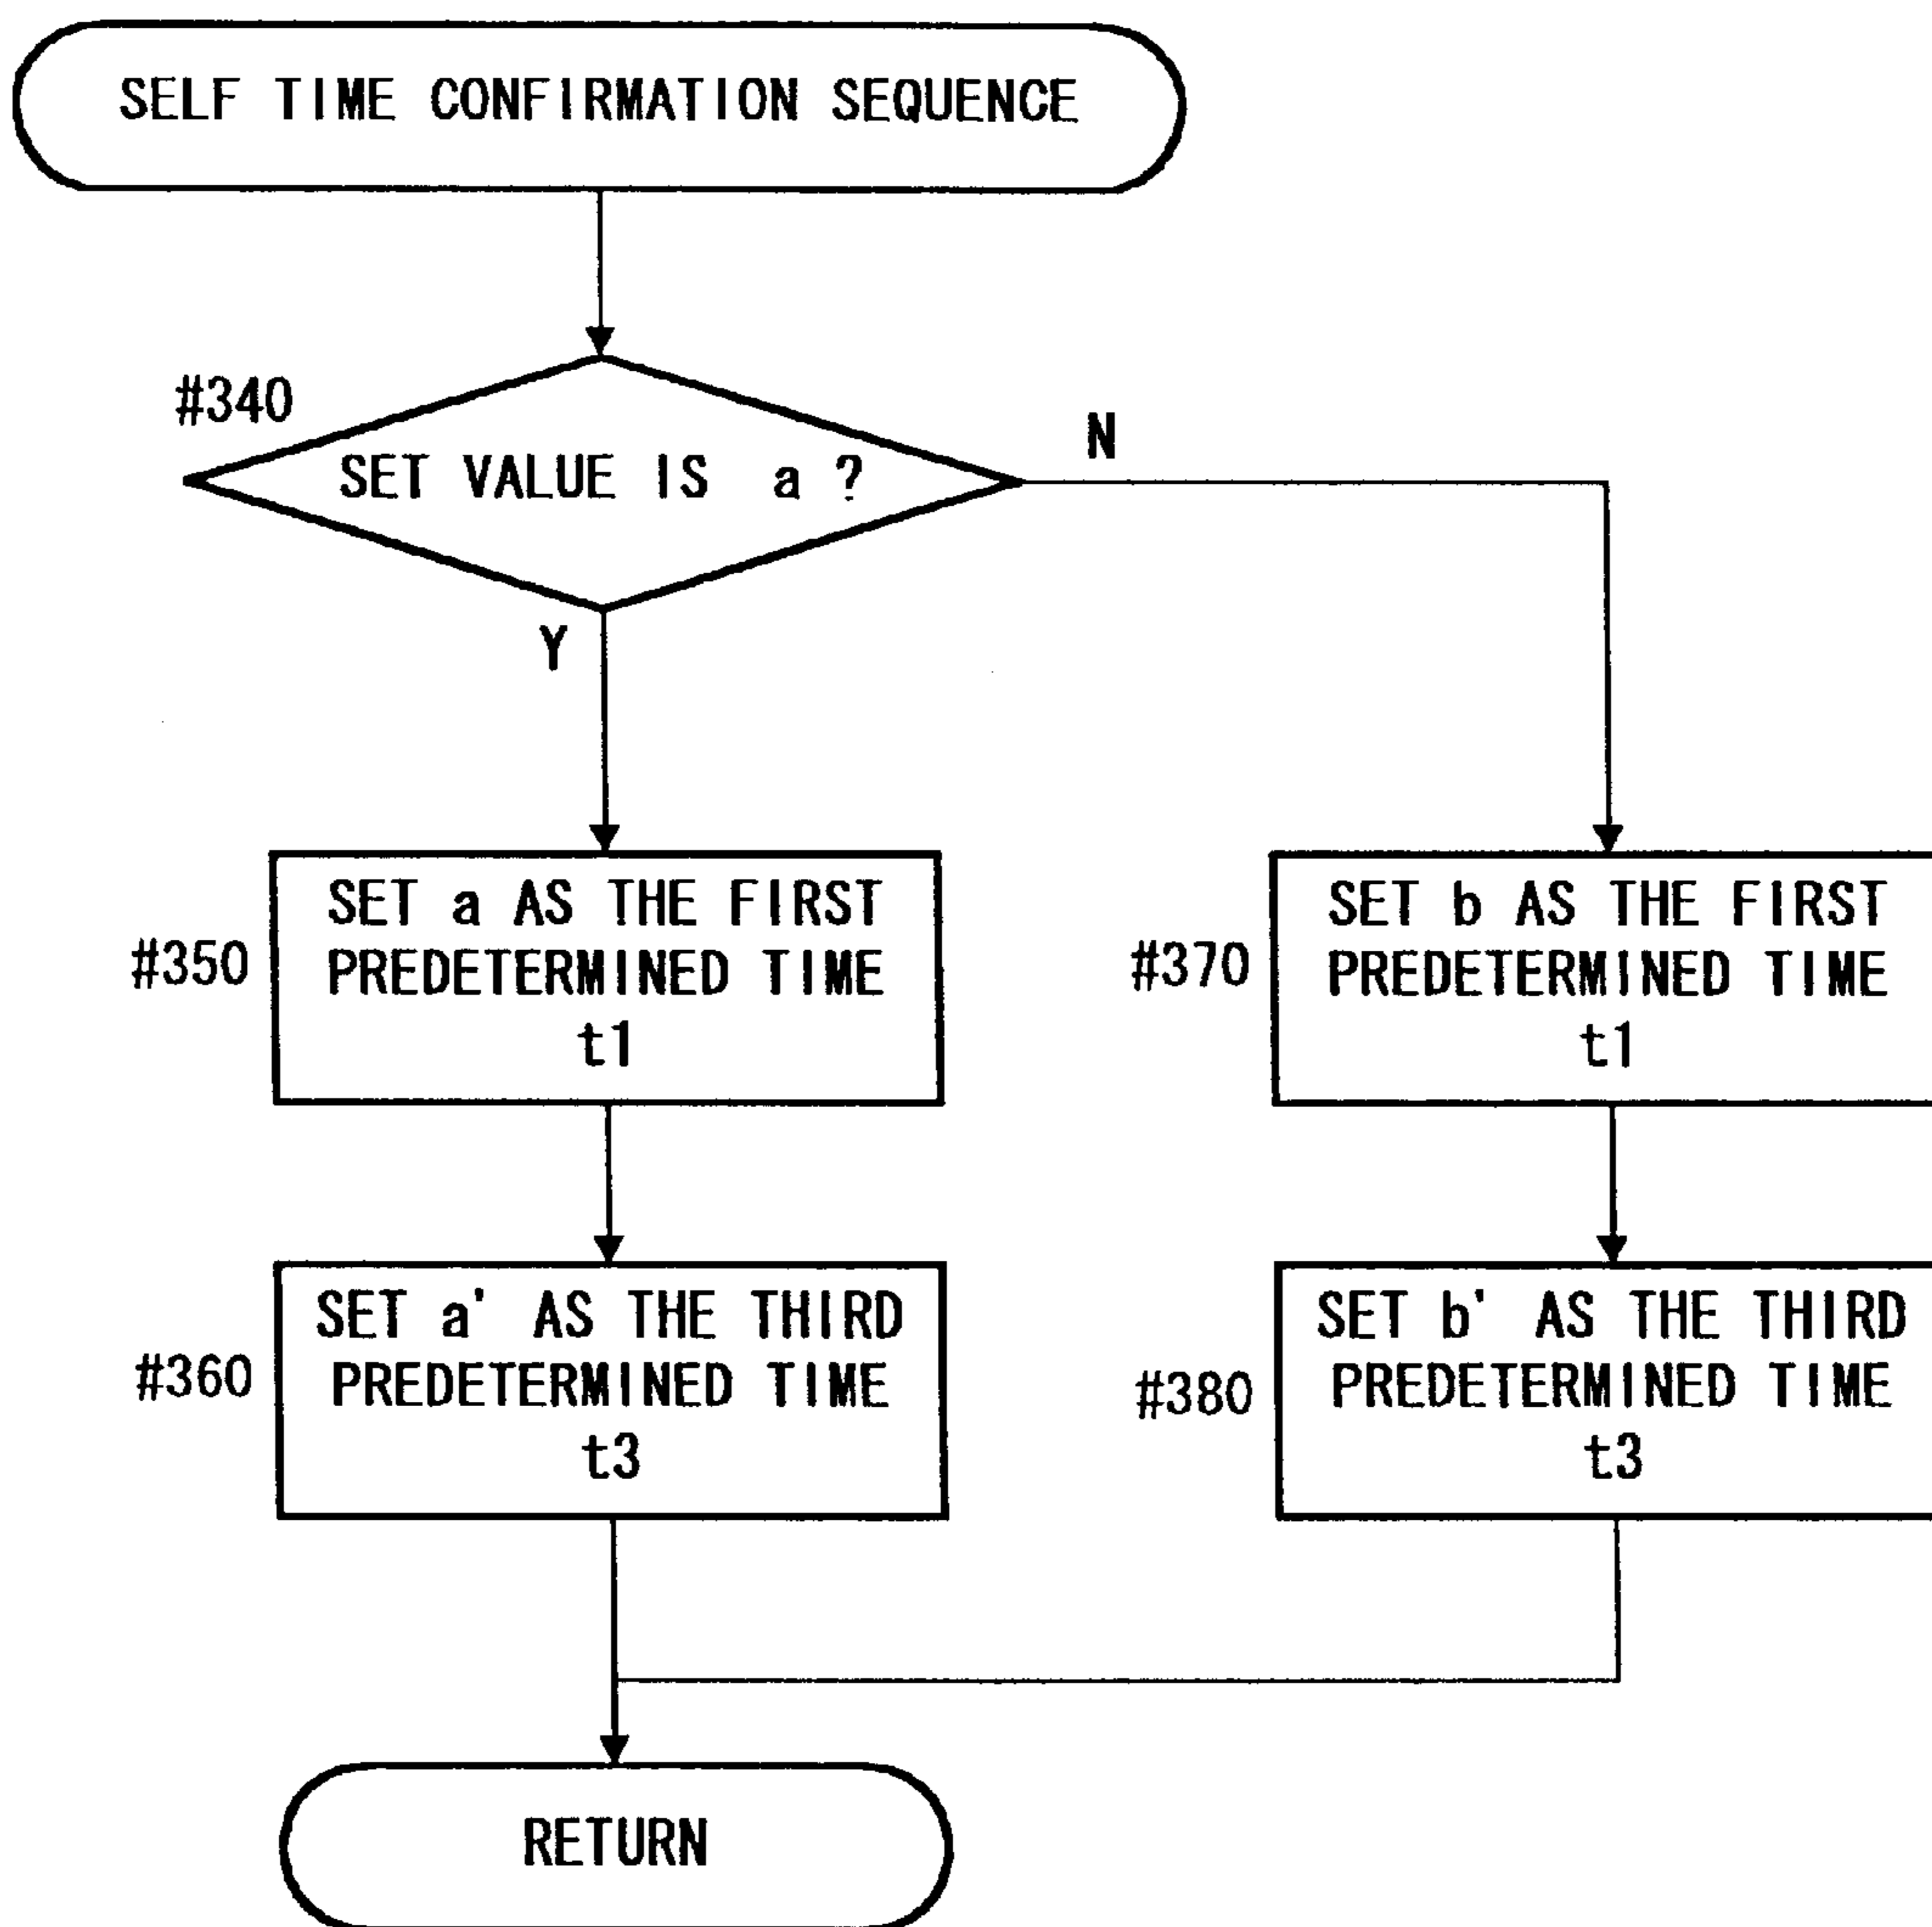 SELF TIME CONFIRMATION SEQUENCE
#340
SET VALUE IS a ?
N
Y
#350
SET a AS THE FIRST
PREDETERMINED TIME
t1
#370
SET b AS THE FIRST
PREDETERMINED TIME
t1
#360
SET a' AS THE THIRD
PREDETERMINED TIME
t3
#380
SET b' AS THE THIRD
PREDETERMINED TIME
t3
RETURN